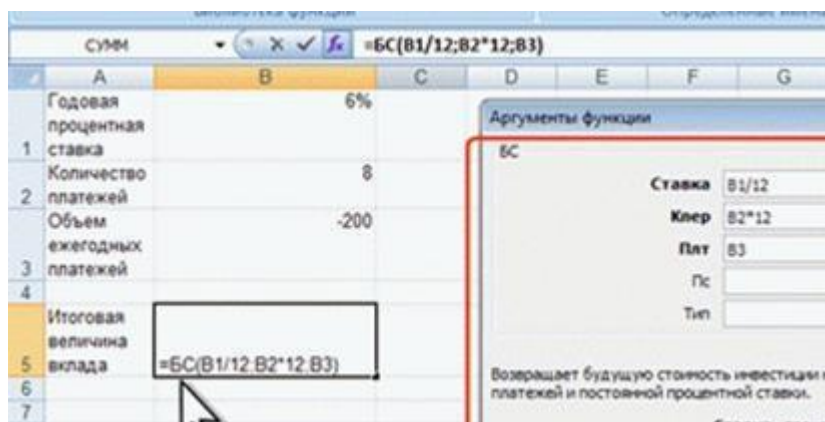 Библиотека функций
СУММ
=БС(B1/12;B2*12;B3)
A B C D E F G
Годовая 6%
процентная
1 ставка
Количество 8
2 платежей
Объем -200
ежегодных
3 платежей
4
Итоговая
величина
5 вклада =БС(B1/12;B2*12;B3)
6
7
Аргументы функции
БС
Ставка B1/12
Кпер B2*12
Плт B3
Пс
Тип
Возвращает будущую стоимость инвестиции
платежей и постоянной процентной ставки.